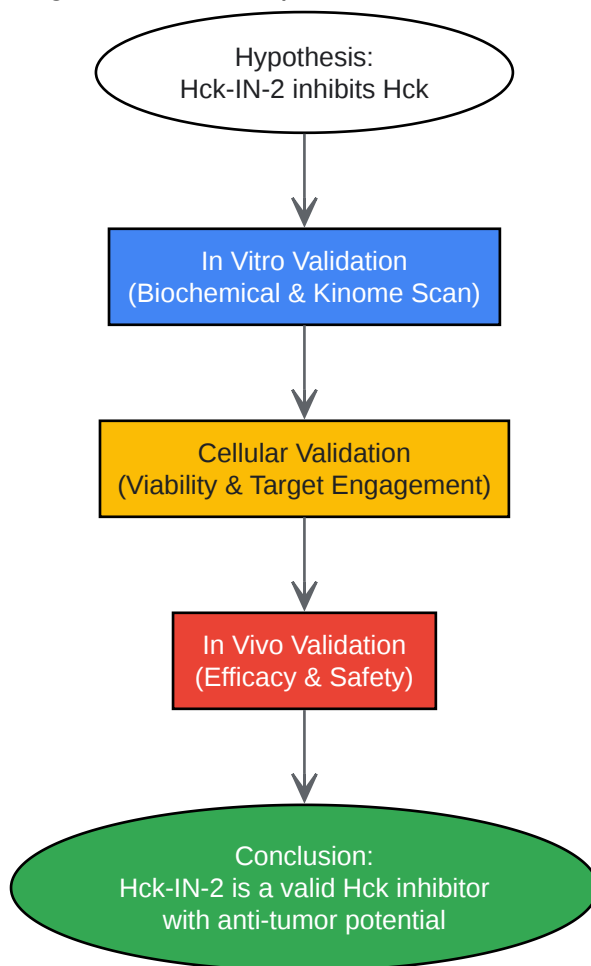 Hypothesis:
Hck-IN-2 inhibits Hck
In Vitro Validation
(Biochemical & Kinome Scan)
Cellular Validation
(Viability & Target Engagement)
In Vivo Validation
(Efficacy & Safety)
Conclusion:
Hck-IN-2 is a valid Hck inhibitor
with anti-tumor potential